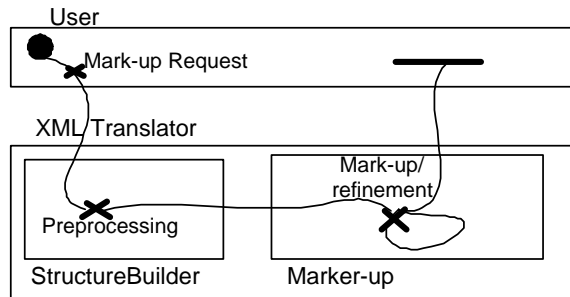 User
Mark-up Request
XML Translator
Mark-up/
refinement
Preprocessing
StructureBuilder
Marker-up